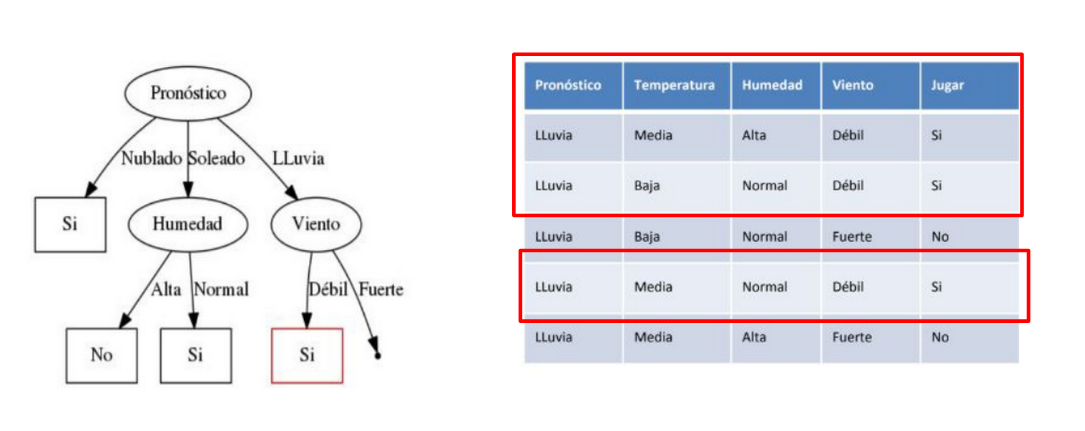 Pronóstico
Nublado Soleado LLuvia
Si Humedad Viento
Alta Normal Débil Fuerte
No Si Si
Pronóstico Temperatura Humedad Viento Jugar
LLuvia Media Alta Débil Si
LLuvia Baja Normal Débil Si
LLuvia Baja Normal Fuerte No
LLuvia Media Normal Débil Si
LLuvia Media Alta Fuerte No